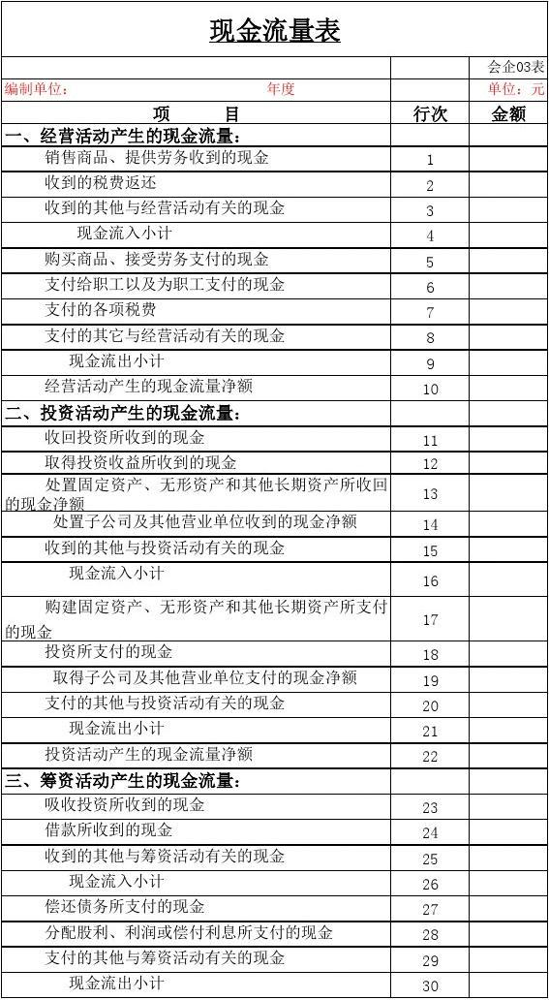 现金流量表
会企03表
编制单位: 年度 单位: 元
项 目 行次 金额
一、经营活动产生的现金流量:
销售商品、提供劳务收到的现金 1
收到的税费返还 2
收到的其他与经营活动有关的现金 3
现金流入小计 4
购买商品、接受劳务支付的现金 5
支付给职工以及为职工支付的现金 6
支付的各项税费 7
支付的其它与经营活动有关的现金 8
现金流出小计 9
经营活动产生的现金流量净额 10
二、投资活动产生的现金流量:
收回投资所收到的现金 11
取得投资收益所收到的现金 12
处置固定资产、无形资产和其他长期资产所收回
的现金净额 13
处置子公司及其他营业单位收到的现金净额 14
收到的其他与投资活动有关的现金 15
现金流入小计 16
购建固定资产、无形资产和其他长期资产所支付
的现金 17
投资所支付的现金 18
取得子公司及其他营业单位支付的现金净额 19
支付的其他与投资活动有关的现金 20
现金流出小计 21
投资活动产生的现金流量净额 22
三、筹资活动产生的现金流量:
吸收投资所收到的现金 23
借款所收到的现金 24
收到的其他与筹资活动有关的现金 25
现金流入小计 26
偿还债务所支付的现金 27
分配股利、利润或偿付利息所支付的现金 28
支付的其他与筹资活动有关的现金 29
现金流出小计 30